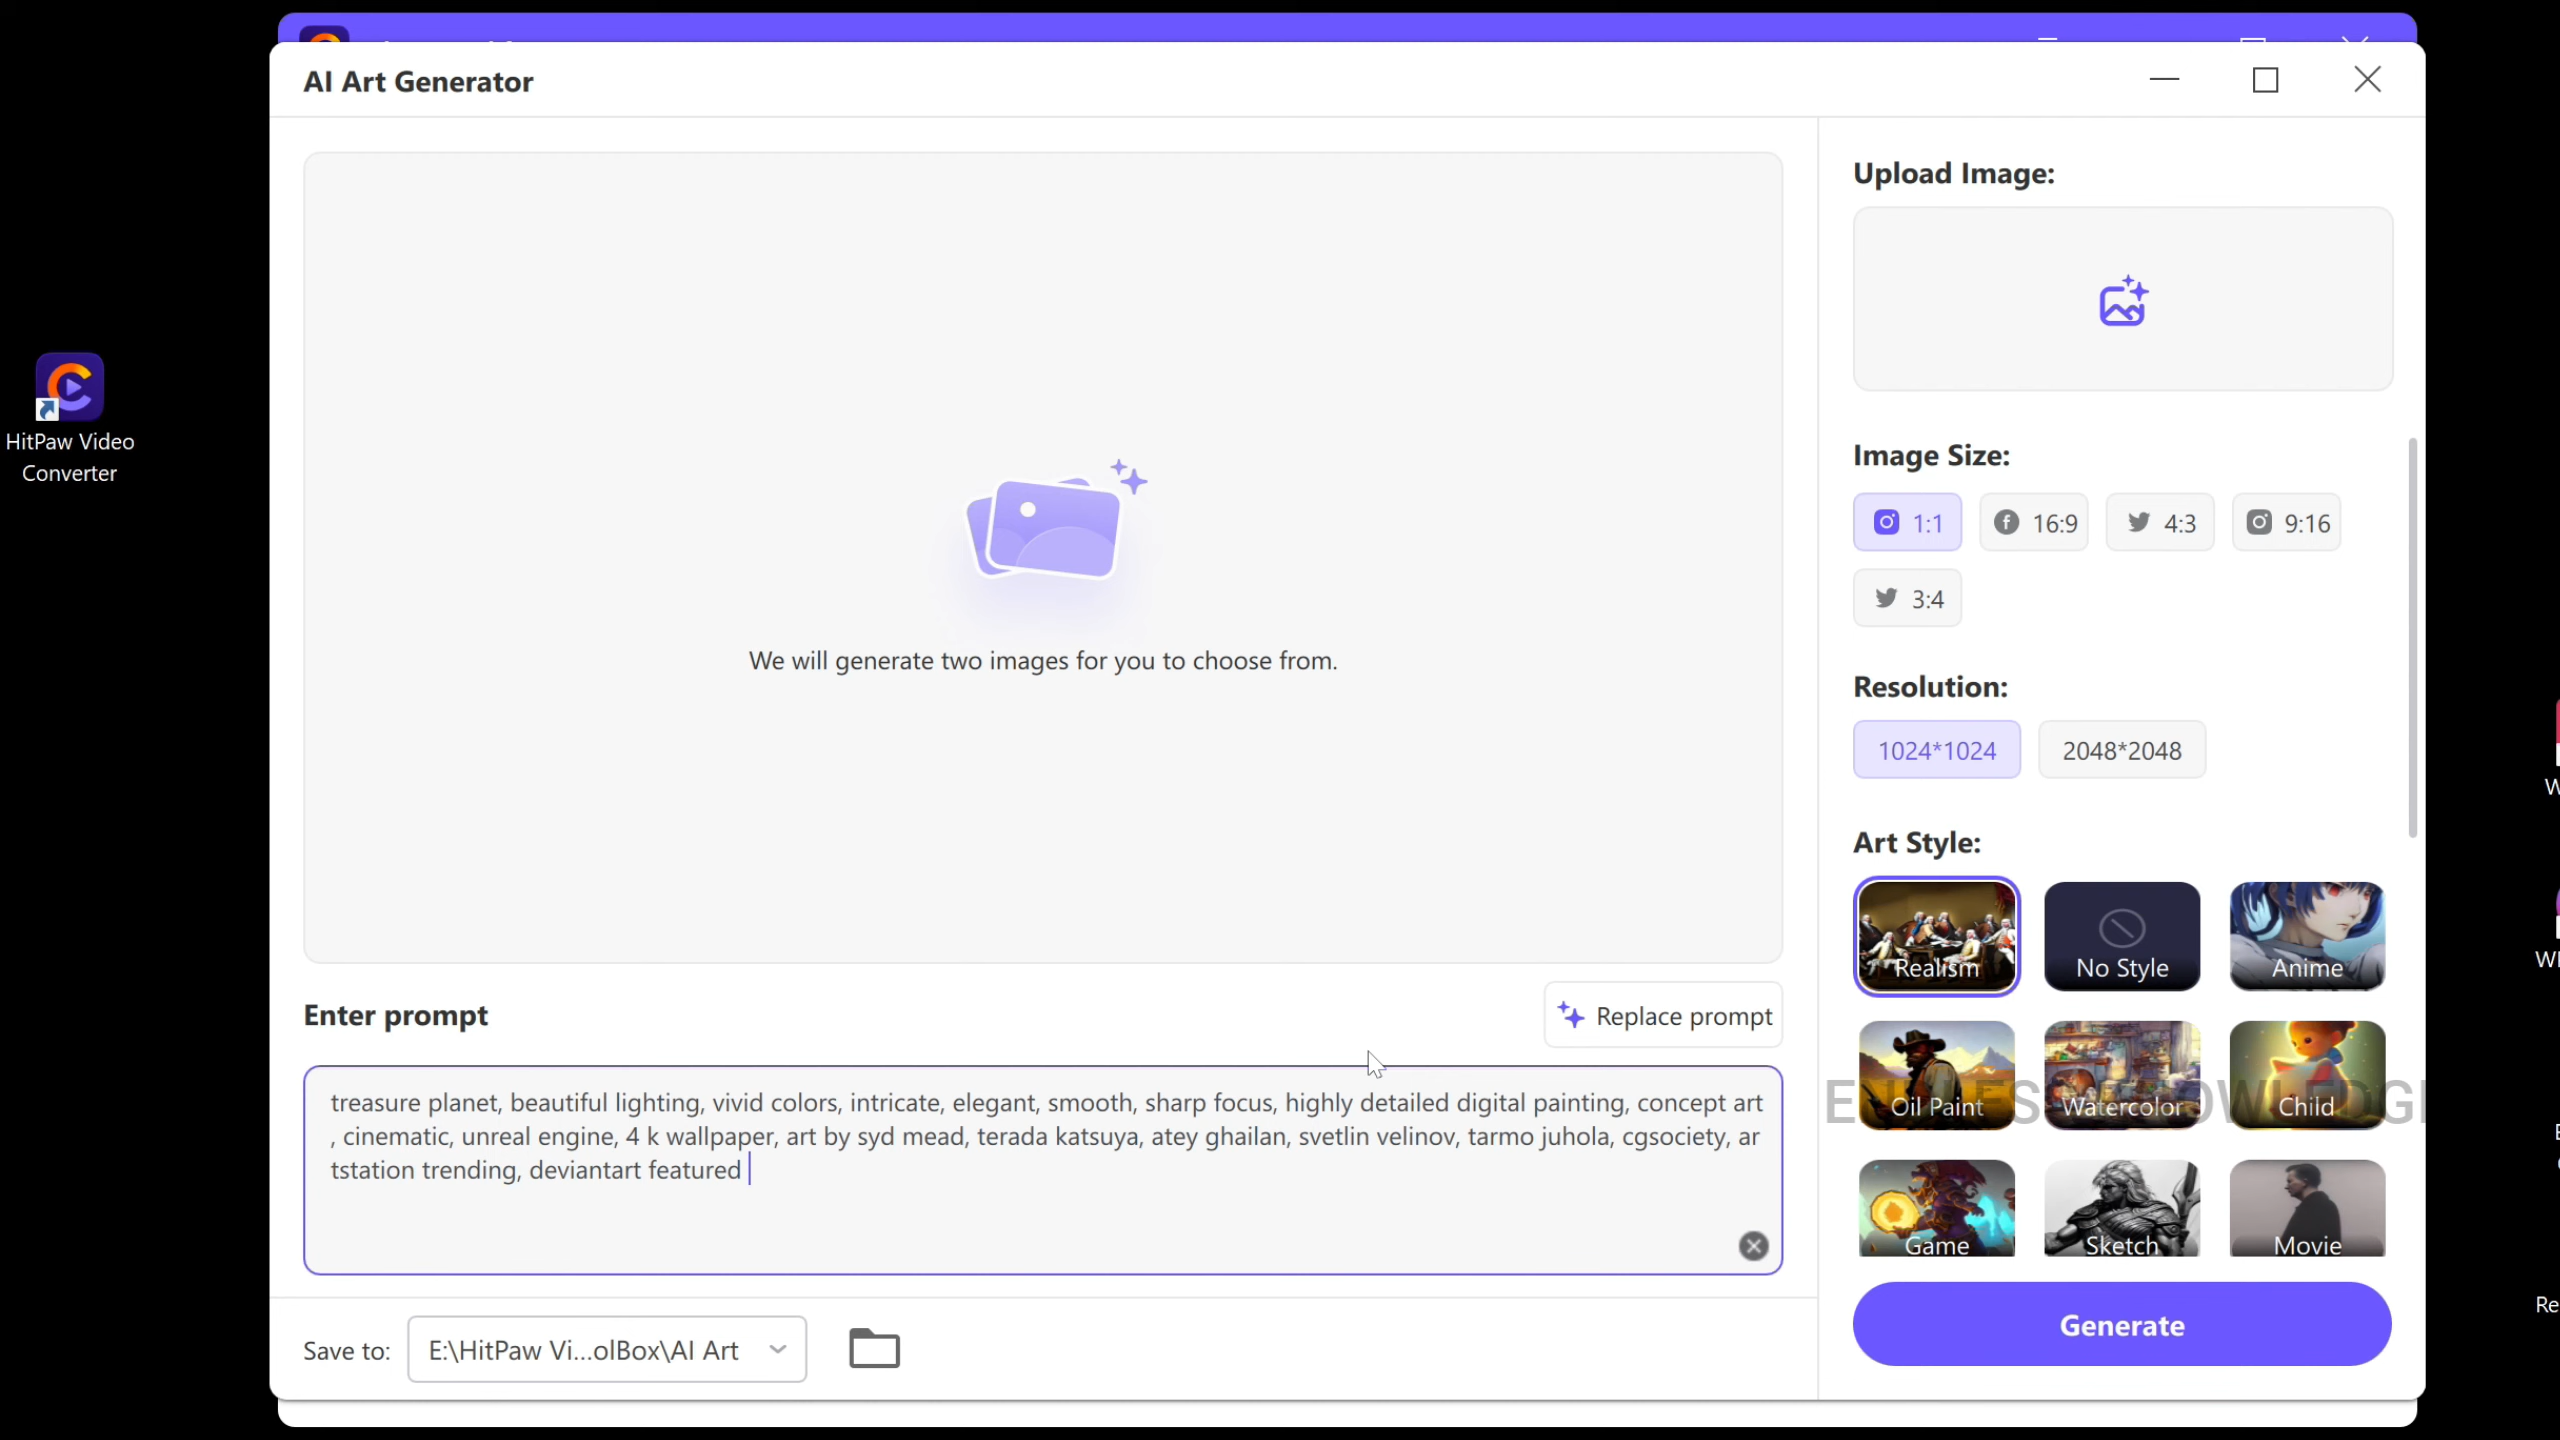 AI Art Generator
HitPaw Video
Converter
We will generate two images for you to choose from.
Enter prompt
Replace prompt
treasure planet, beautiful lighting, vivid colors, intricate, elegant, smooth, sharp focus, highly detailed digital painting, concept art
, cinematic, unreal engine, 4 k wallpaper, art by syd mead, terada katsuya, atey ghailan, svetlin velinov, tarmo juhola, cgsociety, ar
tstation trending, deviantart featured
Save to:
E:\HitPaw Vi...olBox\AI Art
Upload Image:
Image Size:
1:1
16:9
4:3
9:16
3:4
Resolution:
1024*1024
2048*2048
Art Style:
Realism
No Style
Anime
Oil Paint
Watercolor
Child
Game
Sketch
Movie
Generate